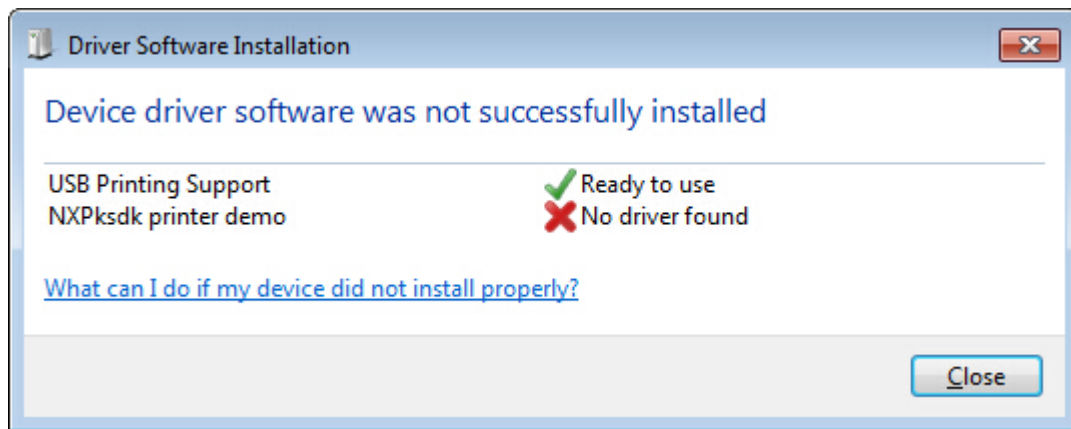 Driver Software Installation
Device driver software was not successfully installed
USB Printing Support Ready to use
NXPksdk printer demo No driver found
What can I do if my device did not install properly?
Close